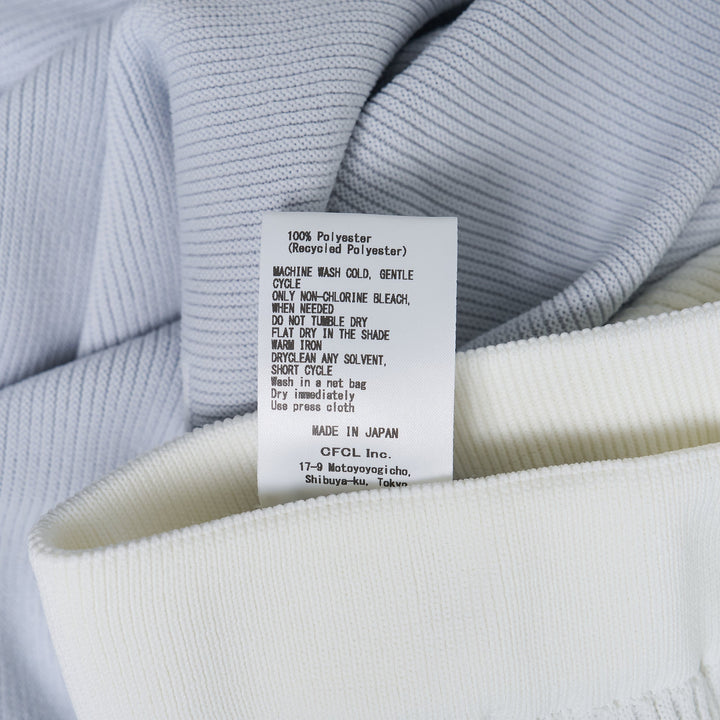 100% Polyester
(Recycled Polyester)
MACHINE WASH COLD, GENTLE
CYCLE
ONLY NON-CHLORINE BLEACH,
WHEN NEEDED
DO NOT TUMBLE DRY
FLAT DRY IN THE SHADE
WARM IRON
DRYCLEAN ANY SOLVENT,
SHORT CYCLE
Wash in a net bag
Dry immediately
Use press cloth
MADE IN JAPAN
CFCL Inc.
17-9 Motoyoyogicho,
Shibuya-ku, Tokyo